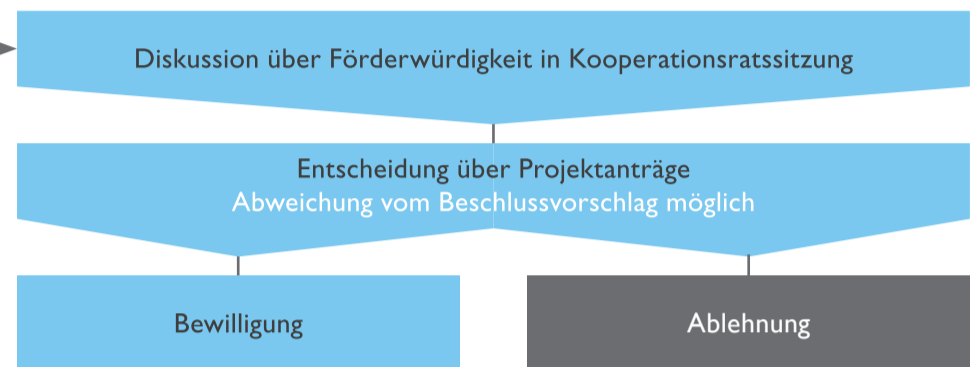 Diskussion über Förderwürdigkeit in Kooperationsratssitzung
Entscheidung über Projektanträge
Abweichung vom Beschlussvorschlag möglich
Bewilligung
Ablehnung